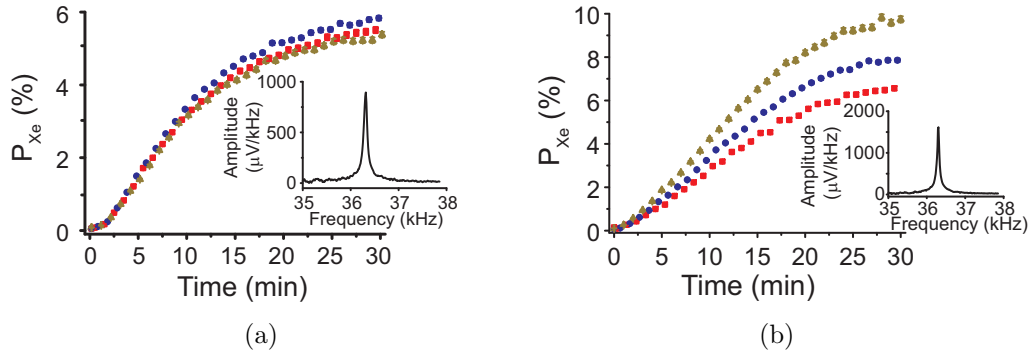 6
4
2
0
P_Xe (%)
0 5 10 15 20 25 30
Time (min)
1000
500
0
Amplitude
(μV/kHz)
35 36 37 38
Frequency (kHz)
(a)
10
8
6
4
2
0
P_Xe (%)
0 5 10 15 20 25 30
Time (min)
2000
1000
0
Amplitude
(μV/kHz)
35 36 37 38
Frequency (kHz)
(b)